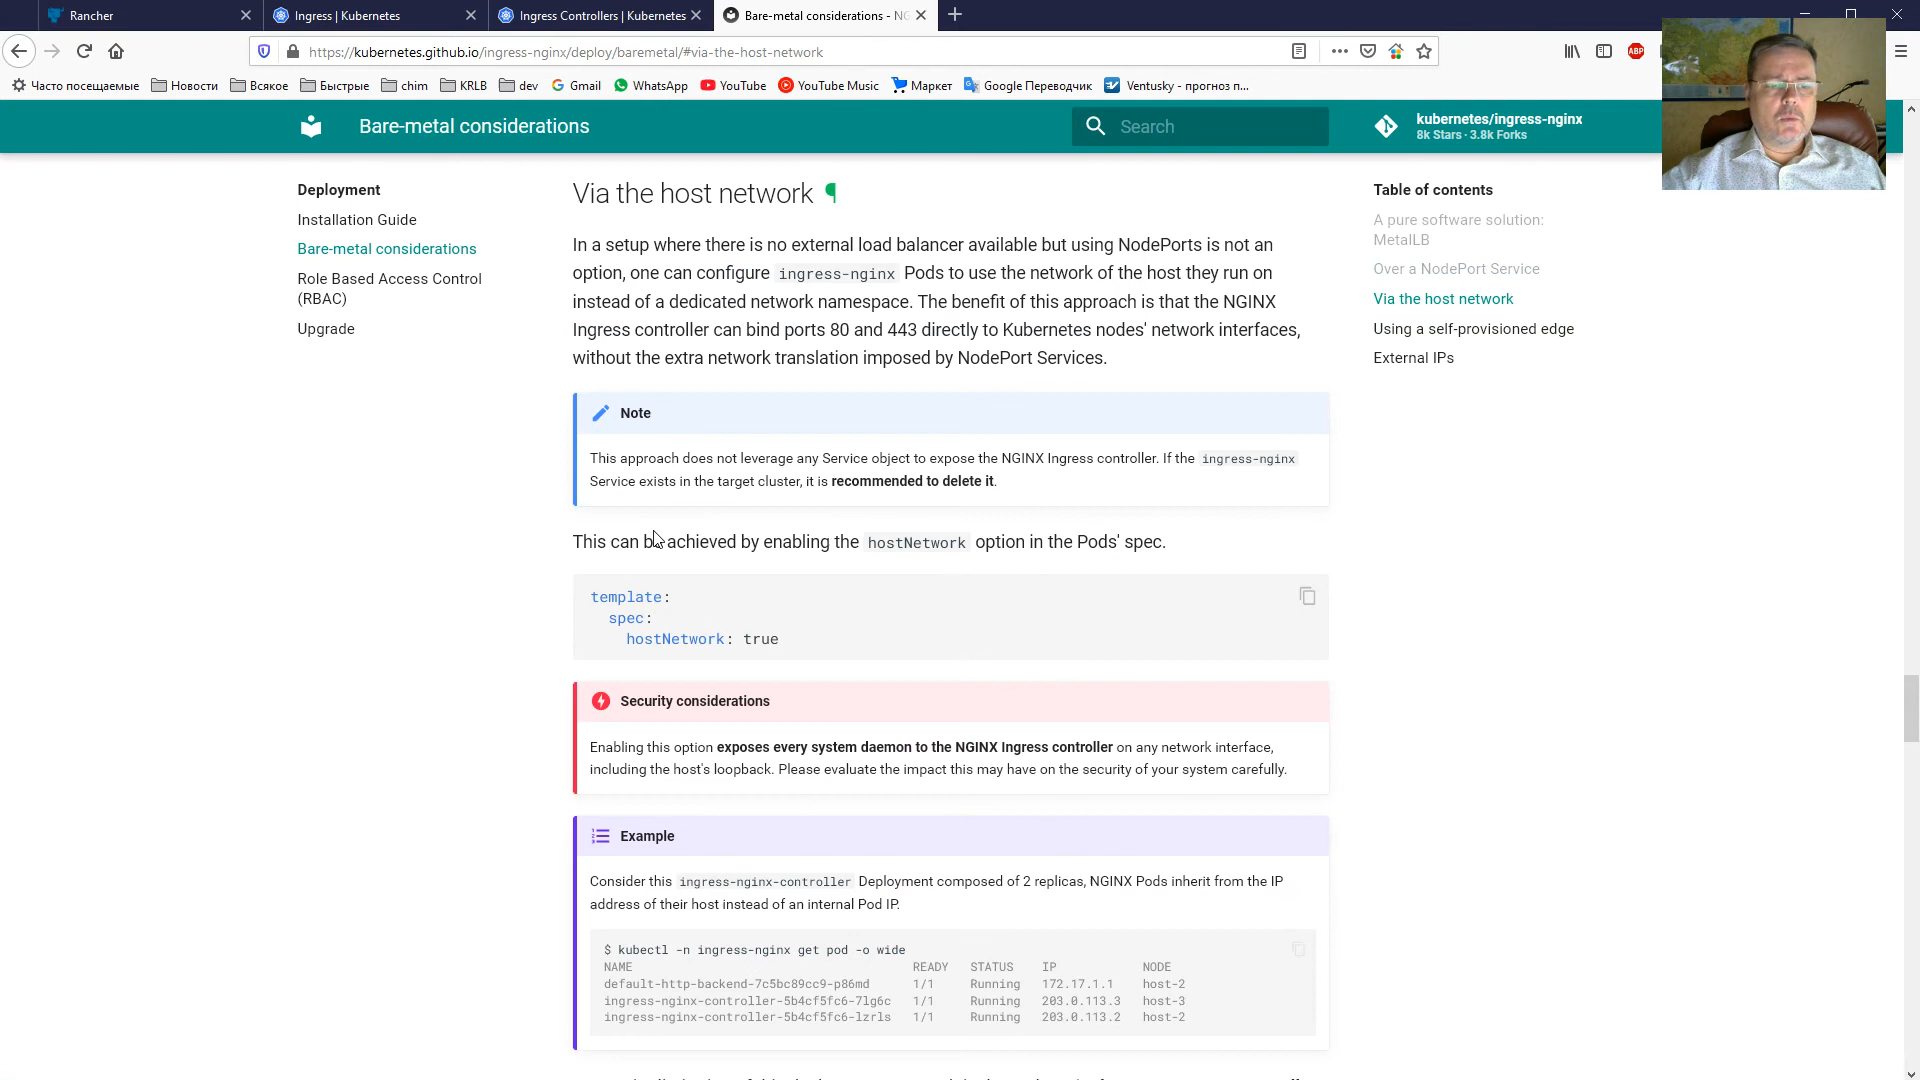 Rancher
Ingress | Kubernetes
Ingress Controllers | Kubernetes
Bare-metal considerations - NG
https://kubernetes.github.io/ingress-nginx/deploy/baremetal/#via-the-host-network
ABP
Часто посещаемые
Новости
Всякое
Быстрые
chim
KRLB
dev
Gmail
WhatsApp
YouTube
YouTube Music
Маркет
Google Переводчик
Ventusky - прогноз п...
Bare-metal considerations
Search
kubernetes/ingress-nginx
8k Stars · 3.8k Forks
Deployment
Installation Guide
Bare-metal considerations
Role Based Access Control
(RBAC)
Upgrade
Via the host network ¶
In a setup where there is no external load balancer available but using NodePorts is not an
option, one can configure ingress-nginx Pods to use the network of the host they run on
instead of a dedicated network namespace. The benefit of this approach is that the NGINX
Ingress controller can bind ports 80 and 443 directly to Kubernetes nodes' network interfaces,
without the extra network translation imposed by NodePort Services.
Note
This approach does not leverage any Service object to expose the NGINX Ingress controller. If the ingress-nginx
Service exists in the target cluster, it is recommended to delete it.
This can be achieved by enabling the hostNetwork option in the Pods' spec.
template:
spec:
hostNetwork: true
Security considerations
Enabling this option exposes every system daemon to the NGINX Ingress controller on any network interface,
including the host's loopback. Please evaluate the impact this may have on the security of your system carefully.
Example
Consider this ingress-nginx-controller Deployment composed of 2 replicas, NGINX Pods inherit from the IP
address of their host instead of an internal Pod IP.
$ kubectl -n ingress-nginx get pod -o wide
NAME READY STATUS IP NODE
default-http-backend-7c5bc89cc9-p86md 1/1 Running 172.17.1.1 host-2
ingress-nginx-controller-5b4cf5fc6-7lg6c 1/1 Running 203.0.113.3 host-3
ingress-nginx-controller-5b4cf5fc6-lzrls 1/1 Running 203.0.113.2 host-2
Table of contents
A pure software solution:
MetalLB
Over a NodePort Service
Via the host network
Using a self-provisioned edge
External IPs